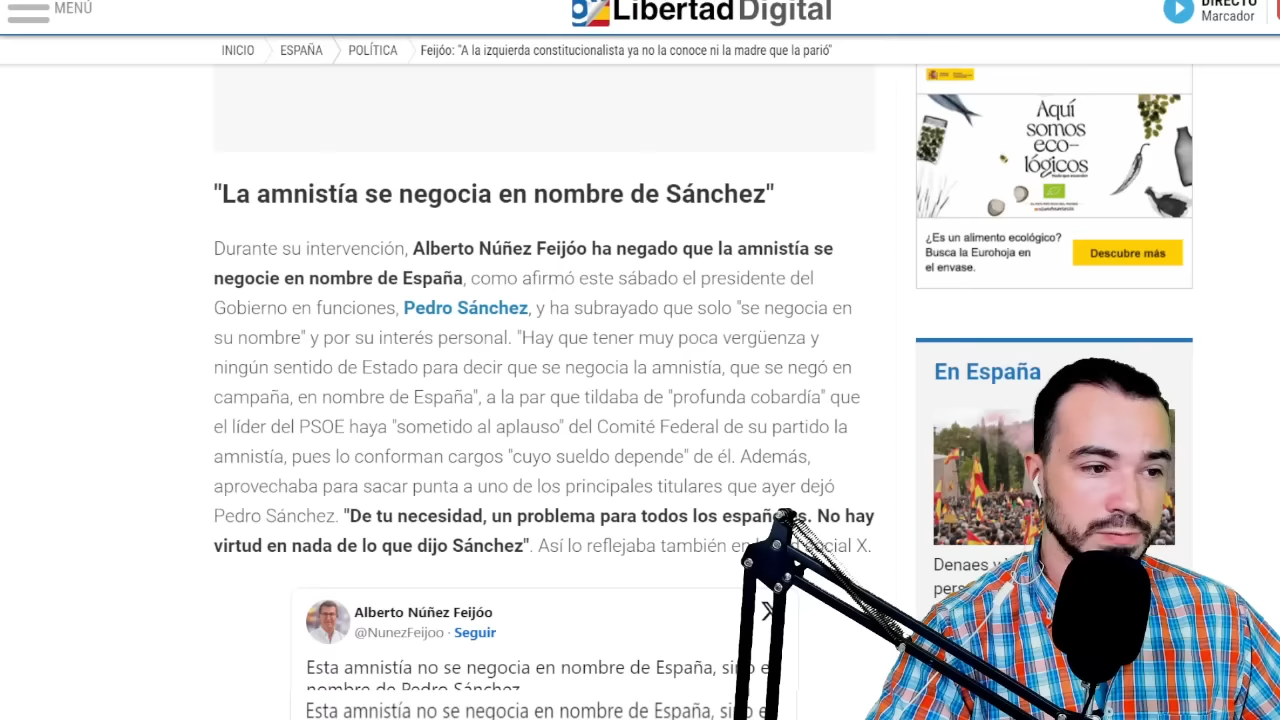 MENÚ
Libertad Digital
DIRECTO
Marcador
INICIO
ESPAÑA
POLÍTICA
Feijóo: "A la izquierda constitucionalista ya no la conoce ni la madre que la parió"
Aquí
somos
eco-
lógicos
¿Es un alimento ecológico?
Busca la Eurohoja en
el envase.
Descubre más
"La amnistía se negocia en nombre de Sánchez"
Durante su intervención, Alberto Núñez Feijóo ha negado que la amnistía se
negocie en nombre de España, como afirmó este sábado el presidente del
Gobierno en funciones, Pedro Sánchez, y ha subrayado que solo "se negocia en
su nombre" y por su interés personal. "Hay que tener muy poca vergüenza y
ningún sentido de Estado para decir que se negocia la amnistía, que se negó en
campaña, en nombre de España", a la par que tildaba de "profunda cobardía" que
el líder del PSOE haya "sometido al aplauso" del Comité Federal de su partido la
amnistía, pues lo conforman cargos "cuyo sueldo depende" de él. Además,
aprovechaba para sacar punta a uno de los principales titulares que ayer dejó
Pedro Sánchez. "De tu necesidad, un problema para todos los españoles. No hay
virtud en nada de lo que dijo Sánchez". Así lo reflejaba también en social X.
En España
Denaes
Alberto Núñez Feijóo
@NunezFeijoo · Seguir
Esta amnistía no se negocia en nombre de España, sino
nombre de Pedro Sánchez
Esta amnistía no se negocia en nombre de España,